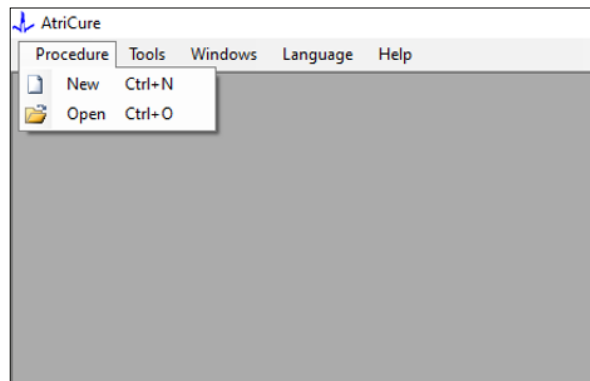 AtriCure
Procedure Tools Windows Language Help
New Ctrl+N
Open Ctrl+O